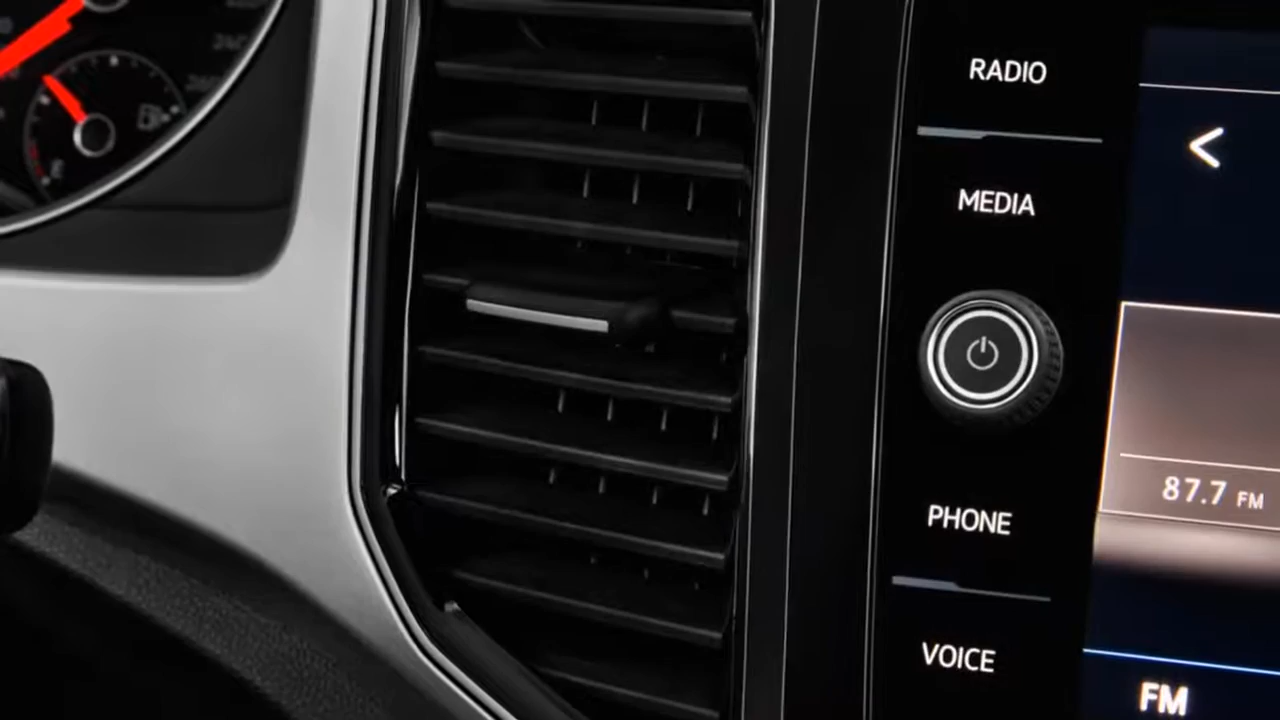 RADIO
MEDIA
PHONE
VOICE
87.7 FM
FM